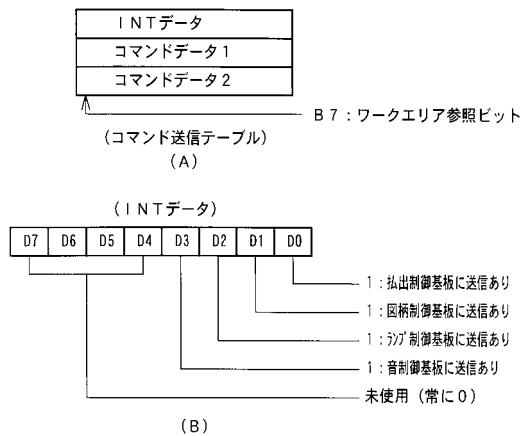 INTデータ
コマンドデータ1
コマンドデータ2
B7：ワークエリア参照ビット
(コマンド送信テーブル)
(A)
(INTデータ)
D7 D6 D5 D4 D3 D2 D1 D0
1：払出制御基板に送信あり
1：図柄制御基板に送信あり
1：ﾗﾝﾌﾟ制御基板に送信あり
1：音制御基板に送信あり
未使用（常に0）
(B)